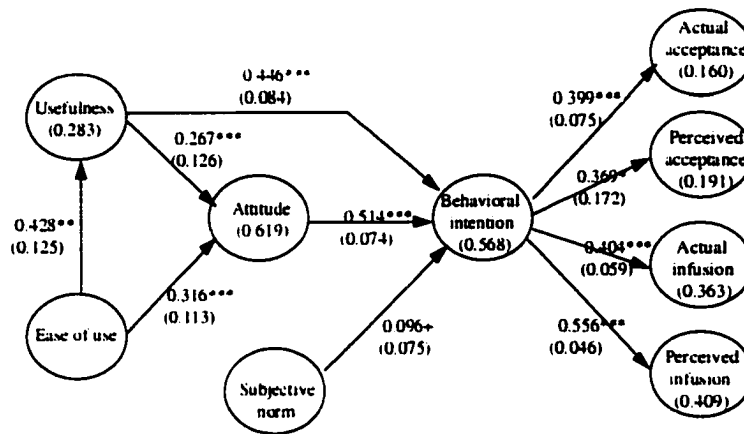 Actual
acceptance
(0.160)
0.446***
(0.084)
Usefulness
(0.283)
0.399***
(0.075)
0.267***
(0.126)
Perceived
acceptance
(0.191)
0.369*
(0.172)
Attitude
(0.619)
Behavioral
intention
(0.568)
0.428**
(0.125)
0.514***
(0.074)
0.404***
(0.059)
Actual
infusion
(0.363)
0.316***
(0.113)
Ease of use
0.096+
(0.075)
0.556***
(0.046)
Perceived
infusion
(0.409)
Subjective
norm